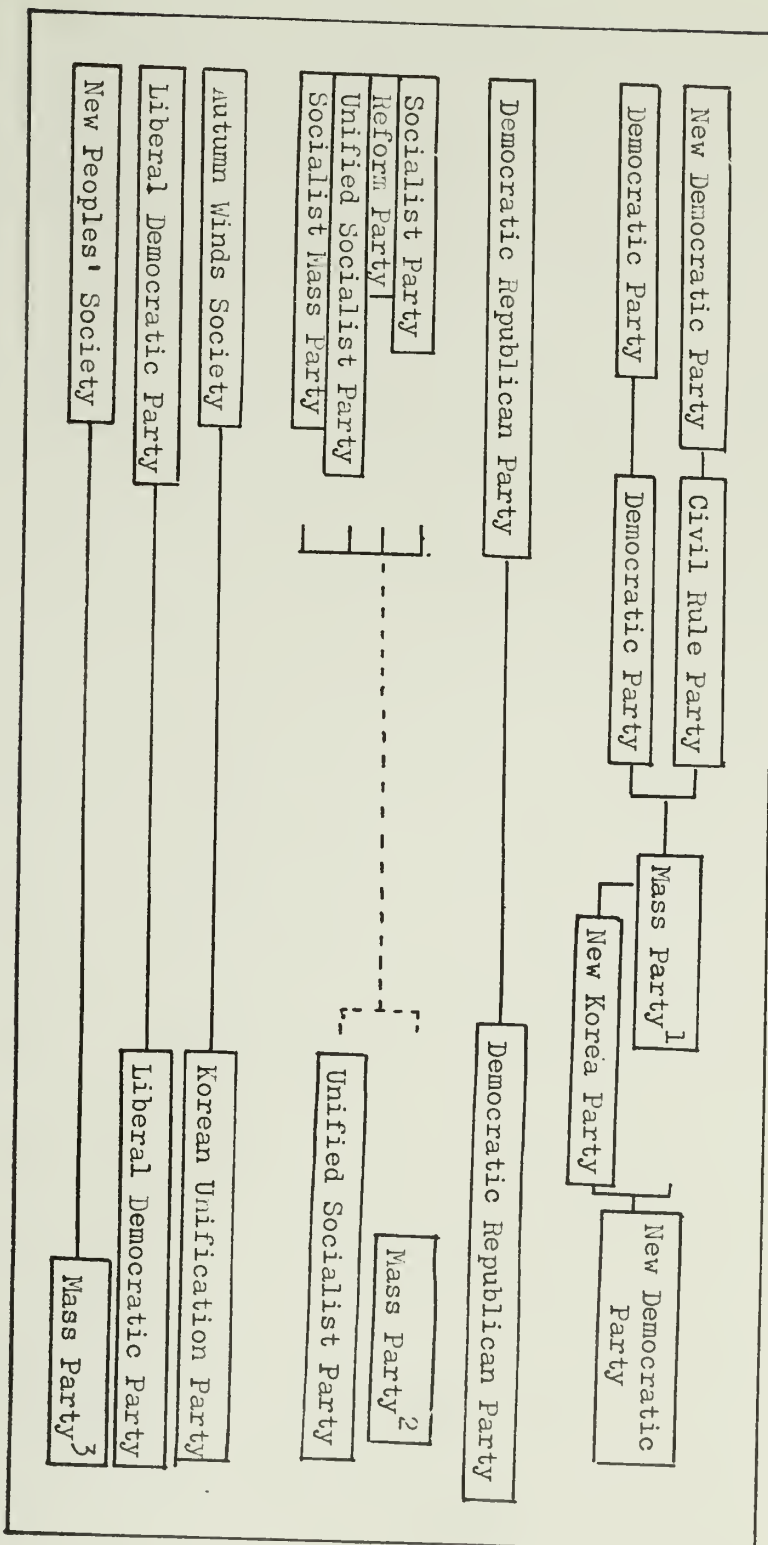 New Democratic Party
Civil Rule Party
Democratic Party
Democratic Party
Mass Party1
New Korea Party
New Democratic
Party
Democratic Republican Party
Democratic Republican Party
Socialist Party
Reform Party
Unified Socialist Party
Socialist Mass Party
Mass Party2
Unified Socialist Party
Autumn Winds Society
Korean Unification Party
Liberal Democratic Party
Liberal Democratic Party
New Peoples' Society
Mass Party3